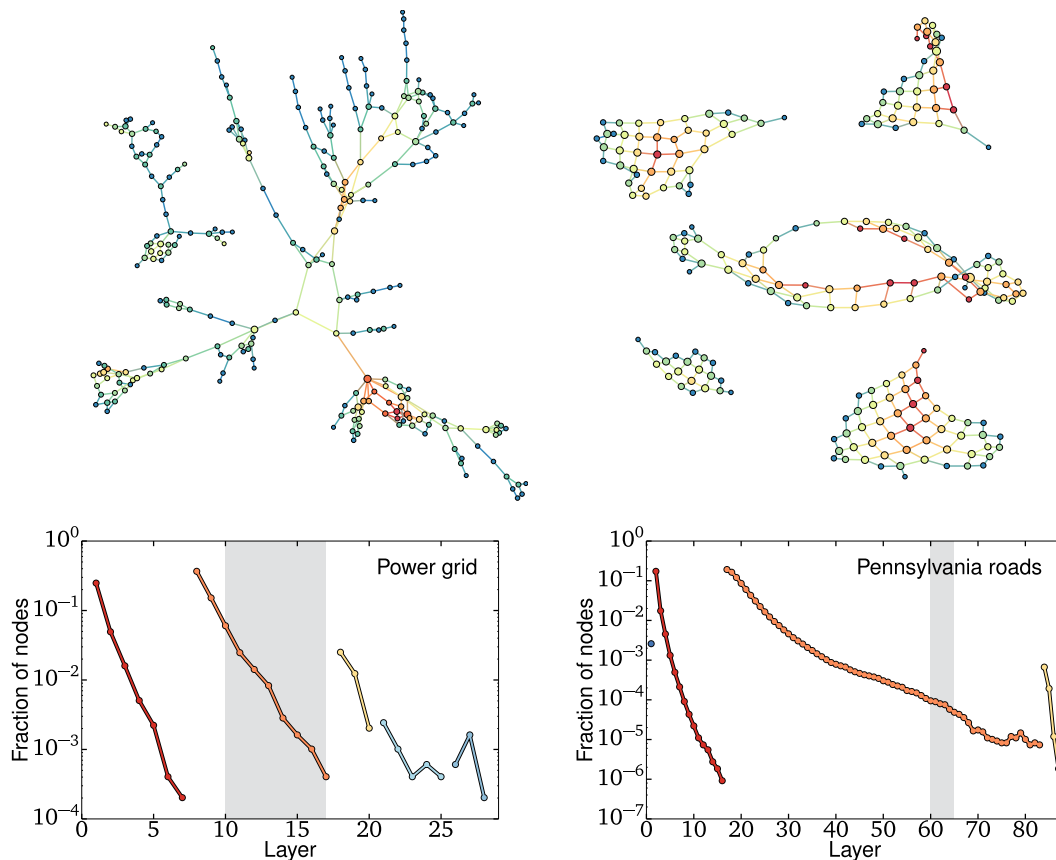 Power grid
Fraction of nodes
10^0
10^−1
10^−2
10^−3
10^−4
0 5 10 15 20 25
Layer
Pennsylvania roads
Fraction of nodes
10^0
10^−1
10^−2
10^−3
10^−4
10^−5
10^−6
10^−7
0 10 20 30 40 50 60 70 80
Layer